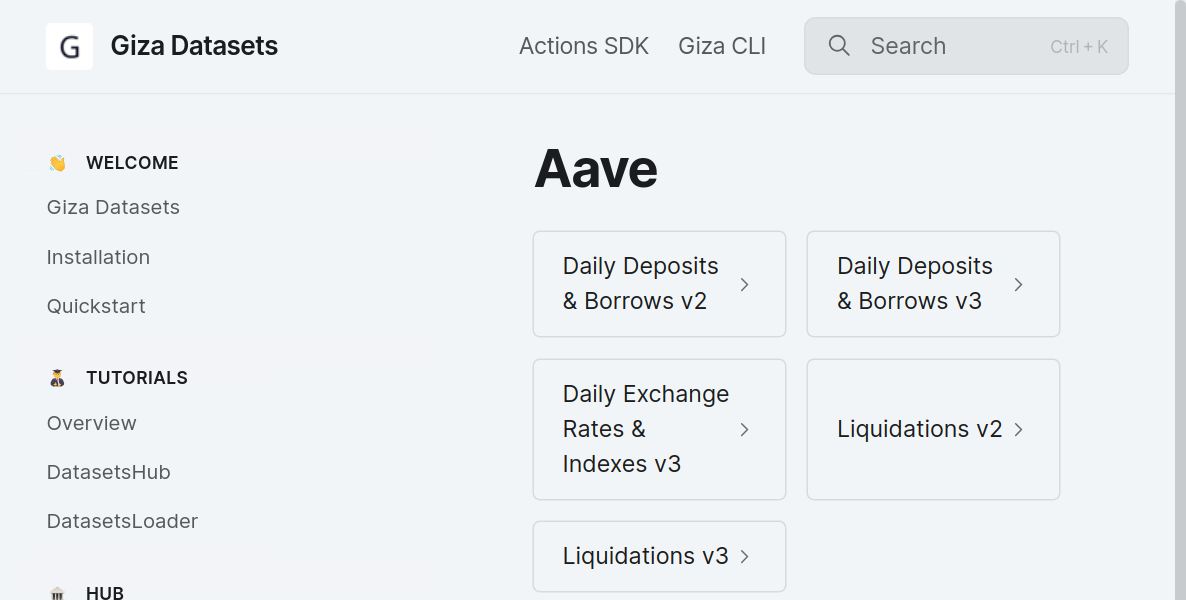 G Giza Datasets
Actions SDK
Giza CLI
Search
Ctrl + K
WELCOME
Giza Datasets
Installation
Quickstart
TUTORIALS
Overview
DatasetsHub
DatasetsLoader
HUB
Aave
Daily Deposits
& Borrows v2
Daily Deposits
& Borrows v3
Daily Exchange
Rates &
Indexes v3
Liquidations v2
Liquidations v3